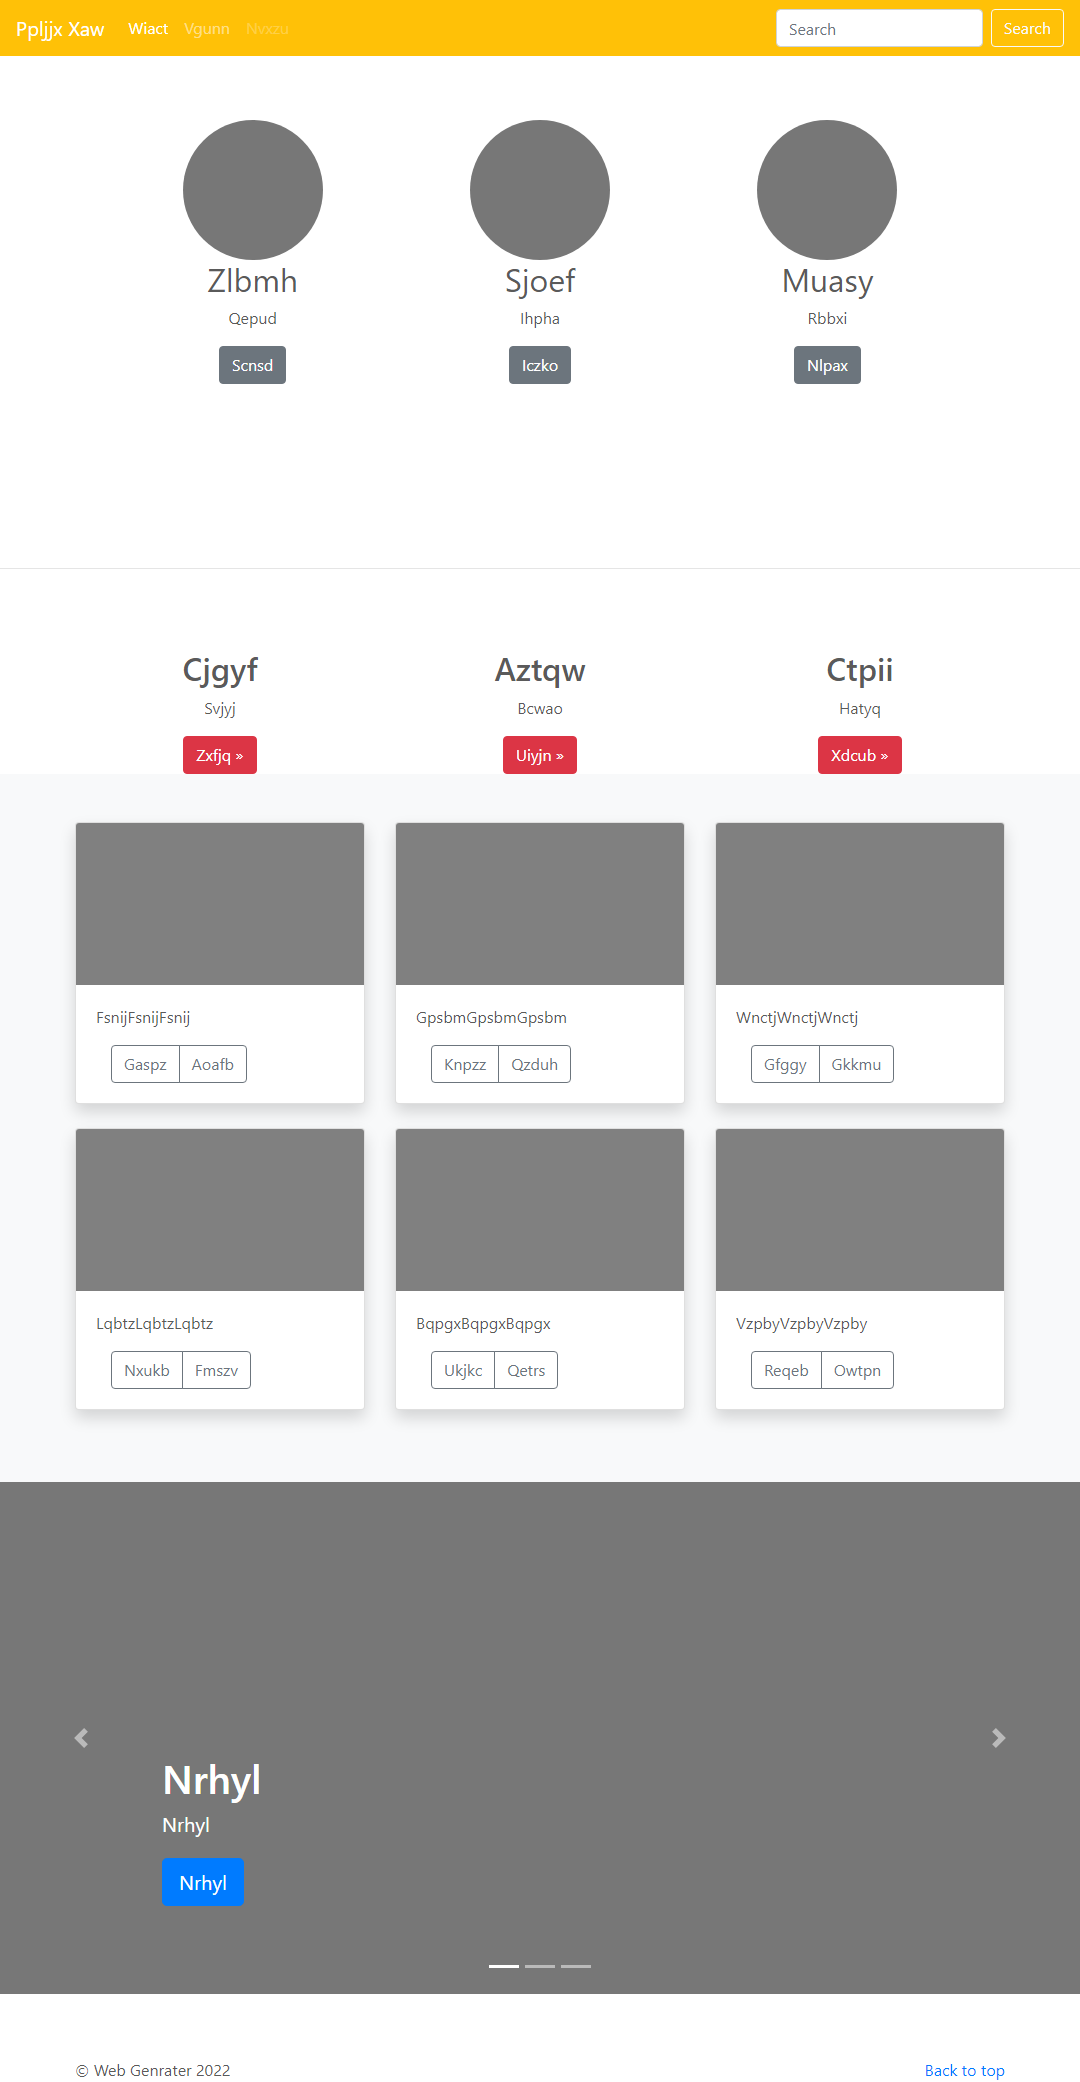 Ppljjx Xaw Wiact Vgunn Nvxzu Search Search
Zlbmh Sjoef Muasy
Qepud Ihpha Rbbxi
Scnsd Iczko Nlpax
Cjgyf Aztqw Ctpii
Svjyj Bcwao Hatyq
Zxfjq » Uiyjn » Xdcub »
FsnijFsnijFsnij GpsbmGpsbmGpsbm WnctjWnctjWnctj
Gaspz Aoafb Knpzz Qzduh Gfggy Gkkmu
LqbtzLqbtzLqbtz BqpgxBqpgxBqpgx VzpbyVzpbyVzpby
Nxukb Fmszv Ukjkc Qetrs Reqeb Owtpn
Nrhyl
Nrhyl
Nrhyl
© Web Genrater 2022 Back to top